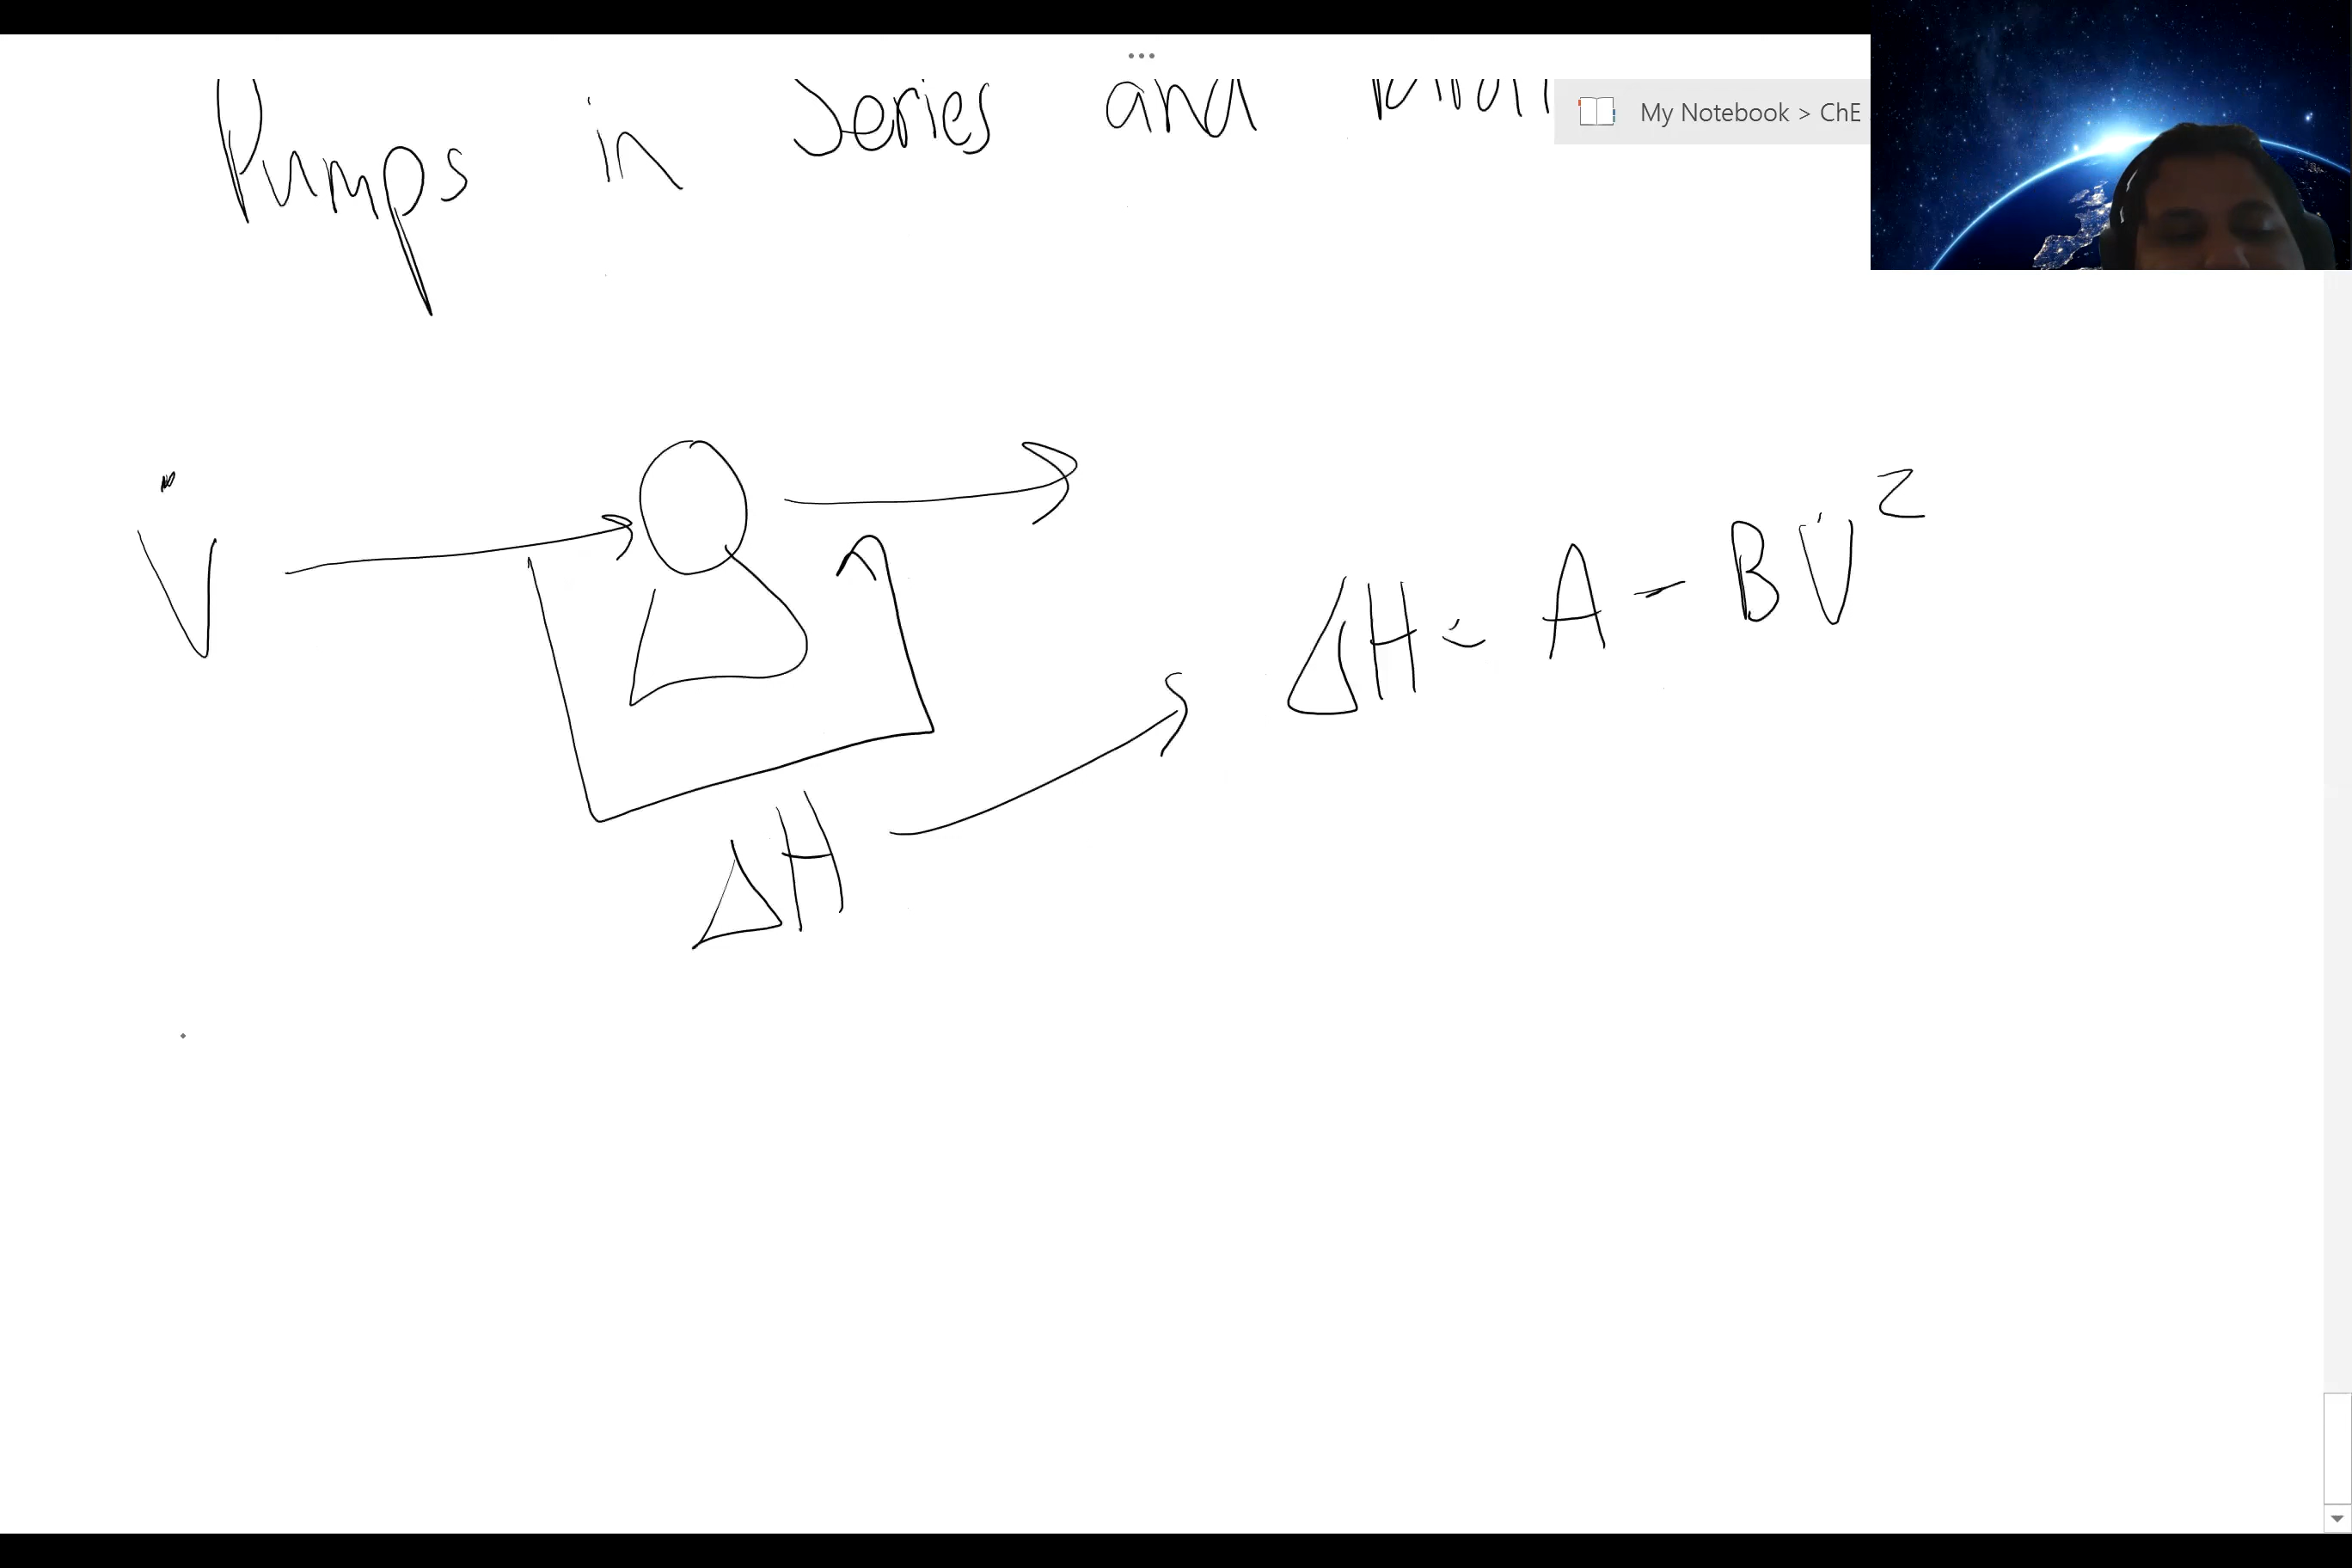 Pumps in Series and
My Notebook > ChE
V̇
ΔH = A - BV̇²
ΔH